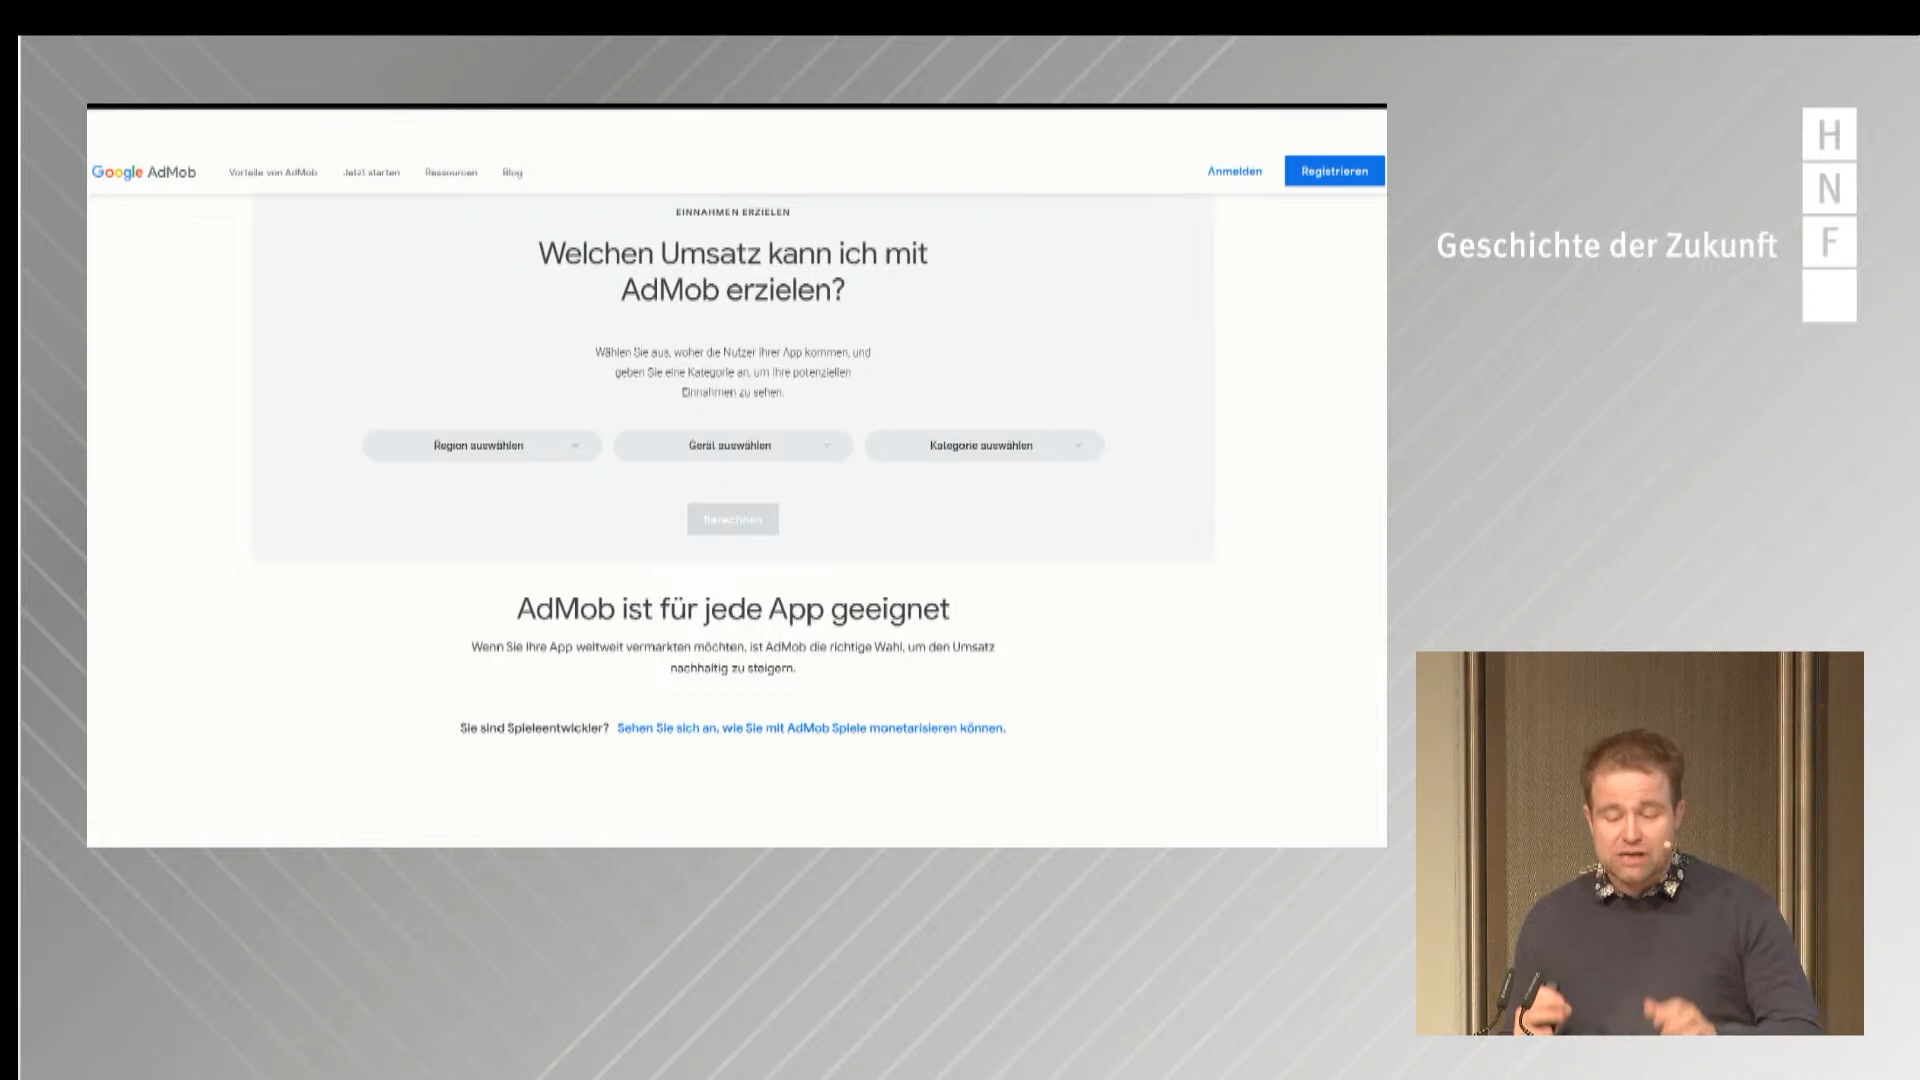 Google AdMob
Vorteile von AdMob
Jetzt starten
Ressourcen
Blog
Anmelden
Registrieren
EINNAHMEN ERZIELEN
Welchen Umsatz kann ich mit
AdMob erzielen?
Wählen Sie aus, woher die Nutzer Ihrer App kommen, und
geben Sie eine Kategorie an, um Ihre potenziellen
Einnahmen zu sehen.
Region auswählen
Gerät auswählen
Kategorie auswählen
Berechnen
AdMob ist für jede App geeignet
Wenn Sie Ihre App weltweit vermarkten möchten, ist AdMob die richtige Wahl, um den Umsatz
nachhaltig zu steigern.
Sie sind Spieleentwickler? Sehen Sie sich an, wie Sie mit AdMob Spiele monetarisieren können.
Geschichte der Zukunft
H
N
F